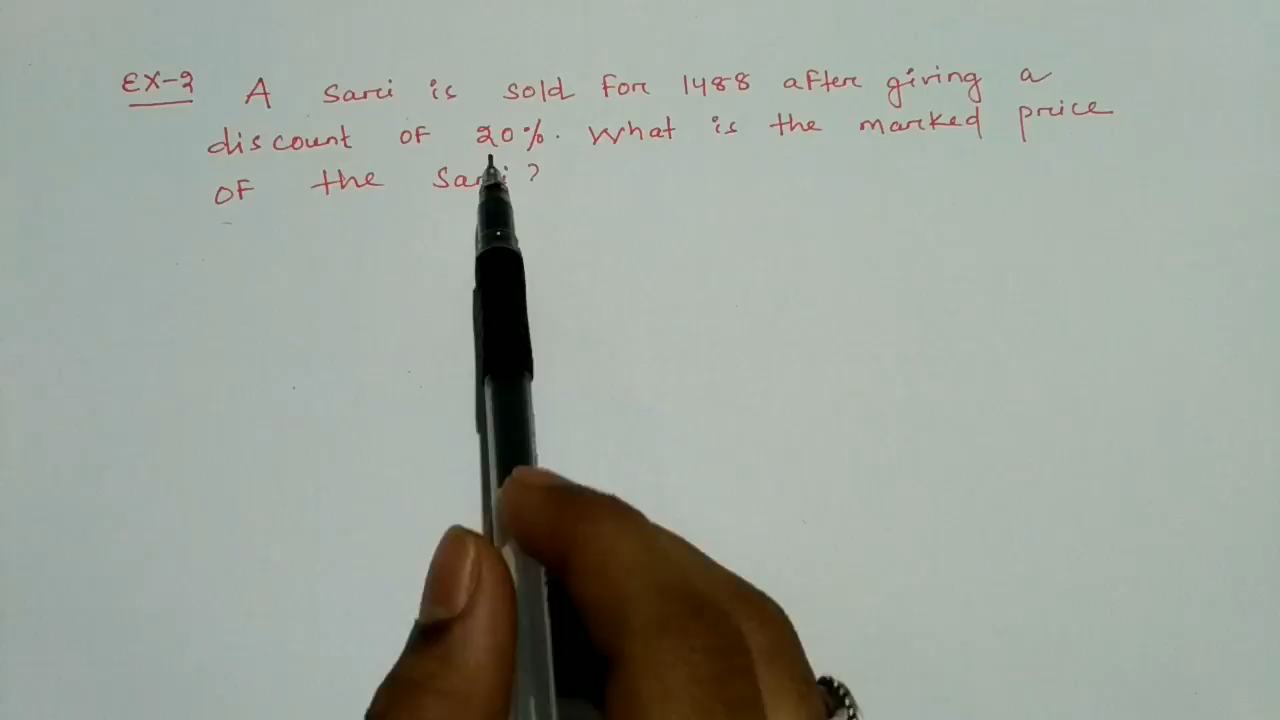 EX-2 A Sari is sold for 1488 after giving a
discount of 20%. What is the marked price
of the Sari?